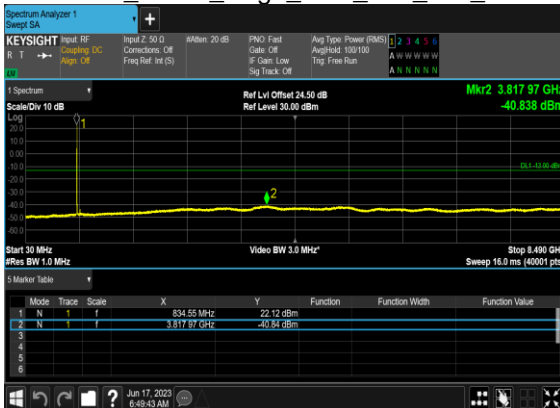 Spectrum Analyzer 1
Swept SA
+
KEYSIGHT Input: RF Input Z: 50 Ω #Atten: 20 dB PNO: Fast Avg Type: Power (RMS) 1 2 3 4 5 6
R T Coupling: DC Corrections: Off Gate: Off Avg|Hold: 100/100 A W W W W W
Align: Off Freq Ref: Int (S) IF Gain: Low Trig: Free Run
LXI Sig Track: Off A N N N N N
1 Spectrum Ref Lvl Offset 24.50 dB Mkr2 3.817 97 GHz
Scale/Div 10 dB Ref Level 30.00 dBm -40.838 dBm
Log
20.0
10.0
0.00
-10.0
-20.0
-30.0
-40.0
-50.0
-60.0
1
DL1 -13.00 dBm
2
Start 30 MHz Video BW 3.0 MHz* Stop 8.490 GHz
#Res BW 1.0 MHz Sweep 16.0 ms (40001 pts)
5 Marker Table
Mode Trace Scale X Y Function Function Width Function Value
1 N 1 f 834.55 MHz 22.12 dBm
2 N 1 f 3.817 97 GHz -40.84 dBm
3
4
5
6
? Jun 17, 2023
6:49:43 AM